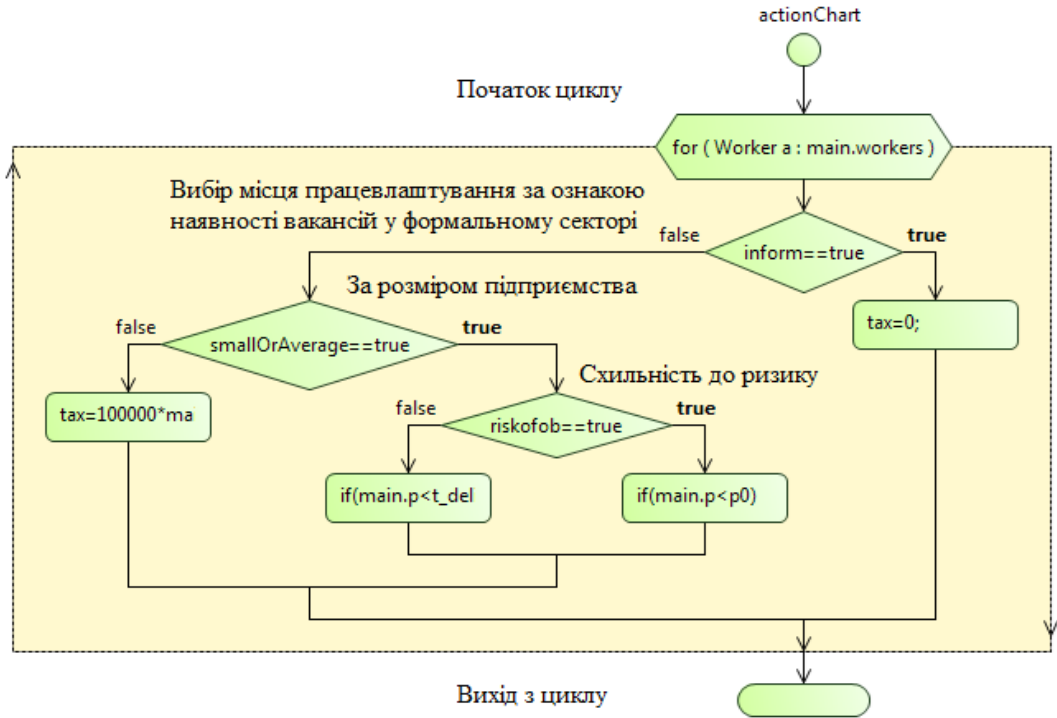 actionChart
Початок циклу
for ( Worker a : main.workers )
Вибір місця працевлаштування за ознакою
наявності вакансій у формальному секторі
false
true
inform==true
За розміром підприємства
tax=0;
false
true
smallOrAverage==true
Схильність до ризику
tax=100000*ma
false
true
riskofob==true
if(main.p<t_del
if(main.p<p0)
Вихід з циклу